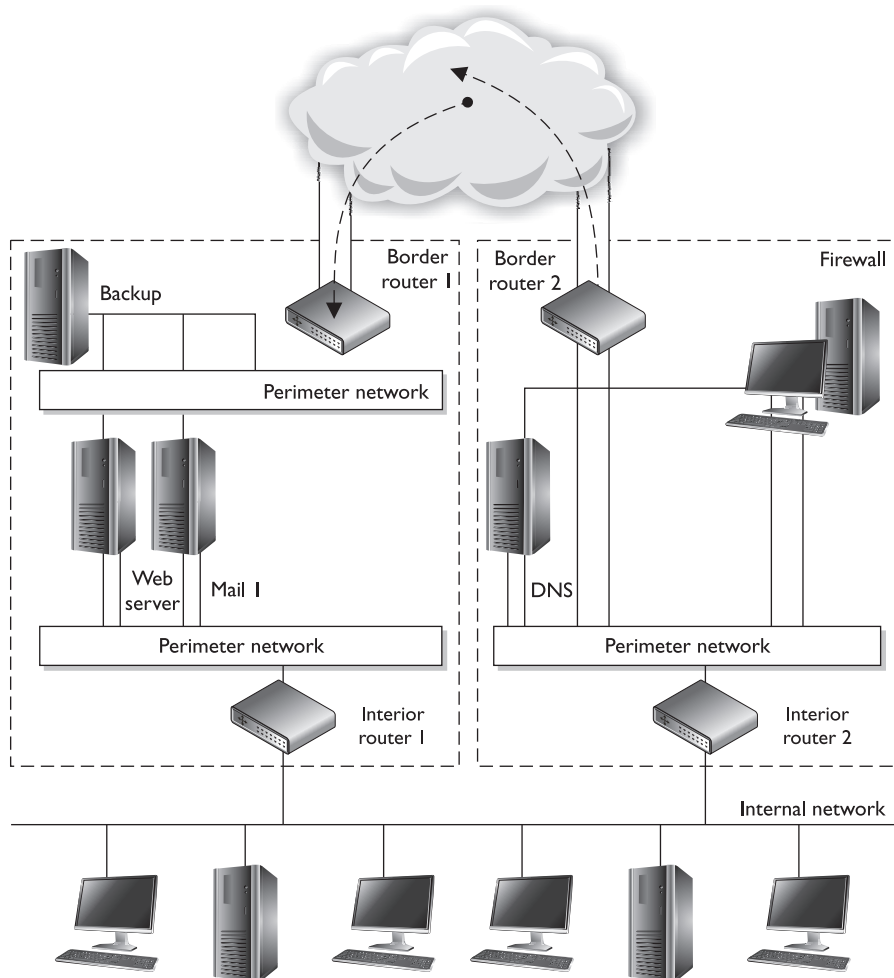 Border
router 1
Border
router 2
Firewall
Backup
Perimeter network
Web
server
Mail 1
DNS
Perimeter network
Perimeter network
Interior
router 1
Interior
router 2
Internal network